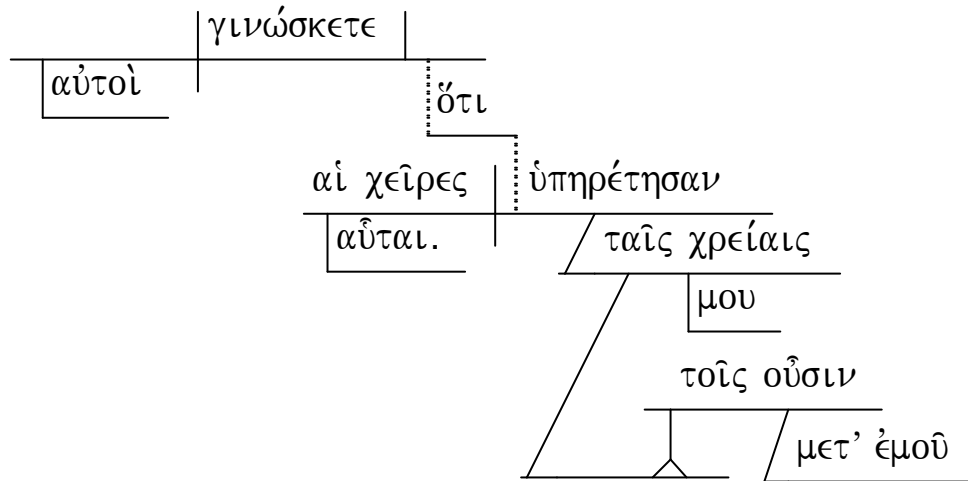 γινώσκετε
αὐτοὶ
ὅτι
αἱ χεῖρες ὑπηρέτησαν
αὗται. ταῖς χρείαις
μου
τοῖς οὖσιν
μετ’ ἐμοῦ